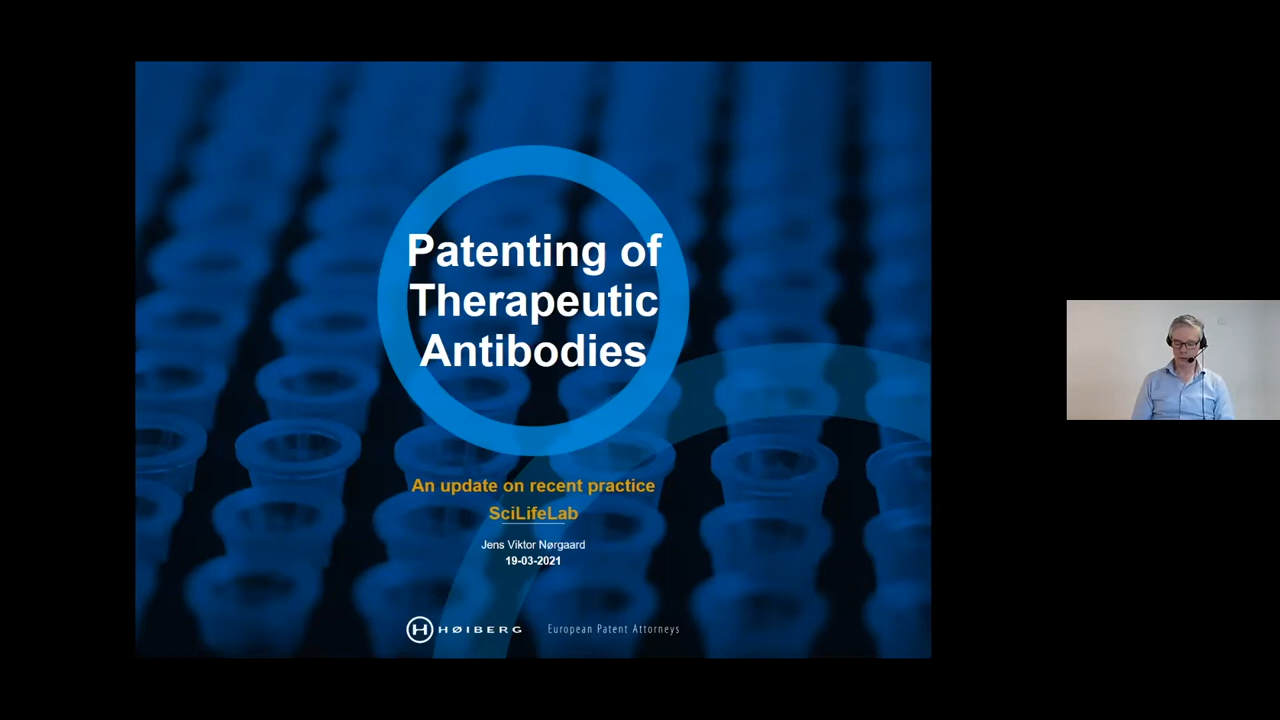 Patenting of
Therapeutic
Antibodies
An update on recent practice
SciLifeLab
Jens Viktor Nørgaard
19-03-2021
H HØIBERG European Patent Attorneys